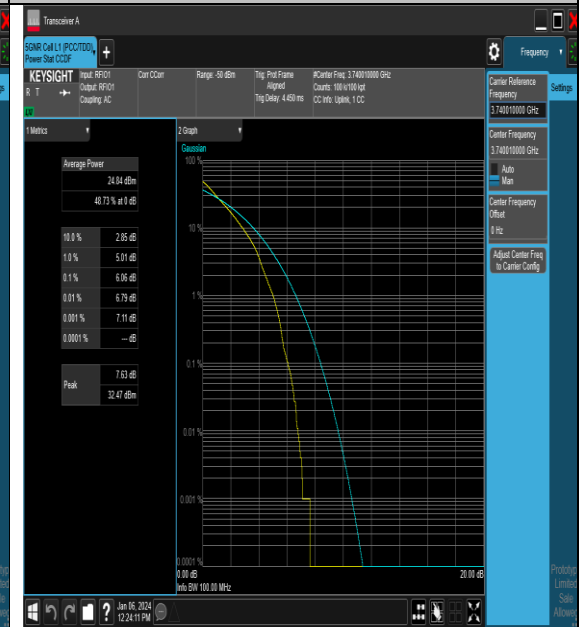 Transceiver A
5GNR Cell L1 (PCC/TDD),
Power Stat CCDF
Frequency
KEYSIGHT
R T
Input: RFIO1
Output: RFIO1
Coupling: AC
Corr CCorr
Range: -50 dBm
Trig: Prot Frame
Aligned
Trig Delay: 4.450 ms
#Center Freq: 3.740010000 GHz
Counts: 100 k/100 kpt
CC Info: Uplink, 1 CC
Carrier Reference
Frequency
3.740010000 GHz
Settings
Center Frequency
3.740010000 GHz
Auto
Man
Center Frequency
Offset
0 Hz
Adjust Center Freq
to Carrier Config
1 Metrics
Average Power
24.84 dBm
48.73 % at 0 dB
10.0 % 2.85 dB
1.0 % 5.01 dB
0.1 % 6.06 dB
0.01 % 6.79 dB
0.001 % 7.11 dB
0.0001 % --- dB
Peak
7.63 dB
32.47 dBm
2 Graph
Gaussian
100 %
10 %
1 %
0.1 %
0.01 %
0.001 %
0.0001 %
0.00 dB
20.00 dB
Info BW 100.00 MHz
Jan 06, 2024
12:24:11 PM
?
Prototyp
Limited
Sale
Allowed